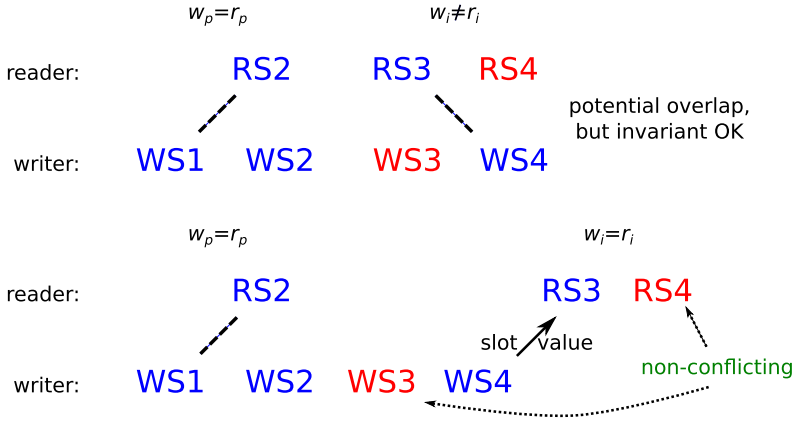 wp=rp wi≠ri
reader: RS2 RS3 RS4
potential overlap,
but invariant OK
writer: WS1 WS2 WS3 WS4
wp=rp wi=ri
reader: RS2 RS3 RS4
slot value
non-conflicting
writer: WS1 WS2 WS3 WS4